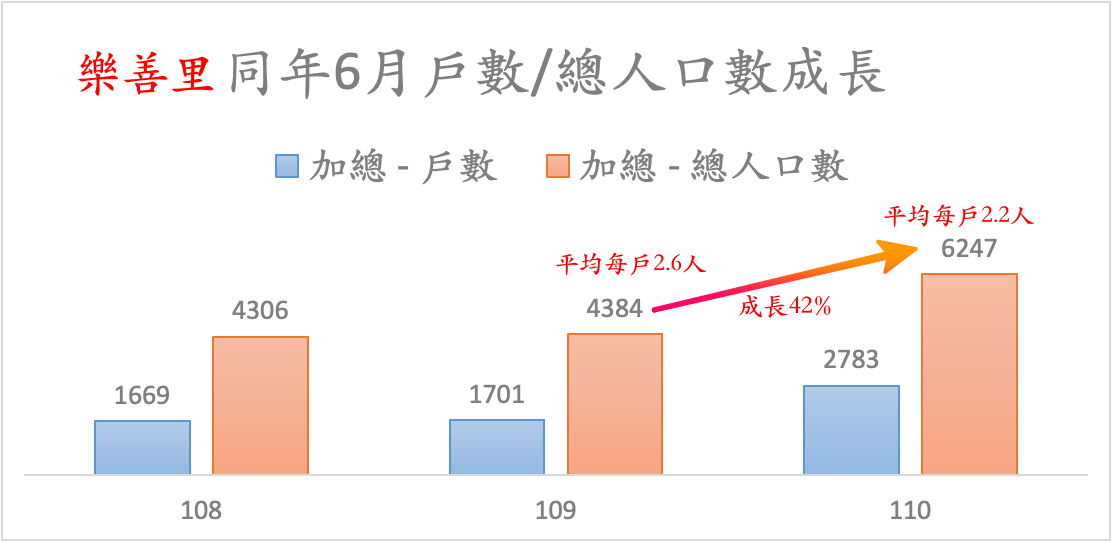 樂善里 同年6月戶數/總人口數成長
加總 - 戶數 加總 - 總人口數
平均每戶2.2人
6247
平均每戶2.6人
成長42%
4306
4384
2783
1669
1701
108 109 110